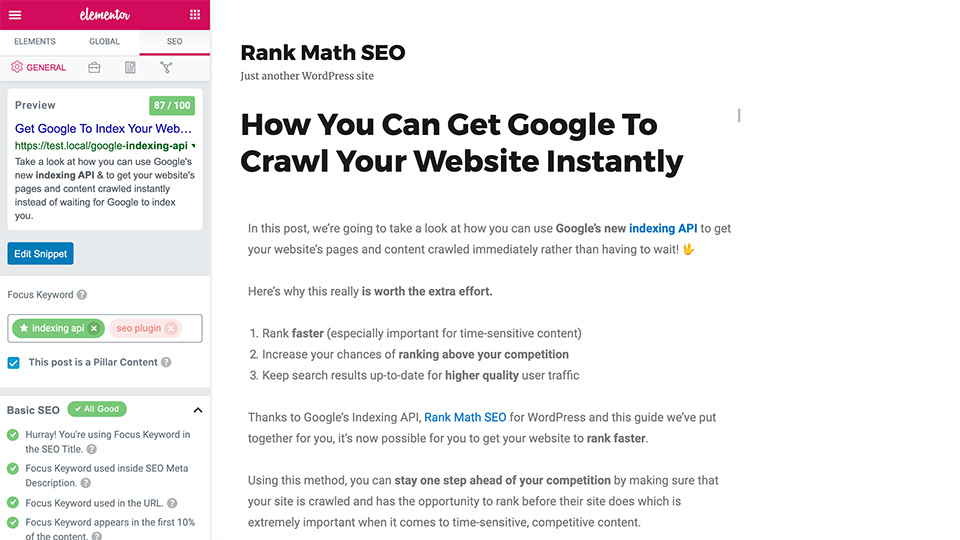 elementor
ELEMENTS GLOBAL SEO
GENERAL
Preview
87 / 100
Get Google To Index Your Web…
https://test.local/google-indexing-api
Take a look at how you can use Google's
new indexing API & to get your website's
pages and content crawled instantly
instead of waiting for Google to index
you.
Edit Snippet
Focus Keyword ?
indexing api × seo plugin ×
This post is a Pillar Content ?
Basic SEO All Good
Hurray! You're using Focus Keyword in
the SEO Title. ?
Focus Keyword used inside SEO Meta
Description. ?
Focus Keyword used in the URL. ?
Focus Keyword appears in the first 10%
of the content. ?
Rank Math SEO
Just another WordPress site
How You Can Get Google To
Crawl Your Website Instantly
In this post, we're going to take a look at how you can use Google's new indexing API to get
your website's pages and content crawled immediately rather than having to wait! 🖖
Here's why this really is worth the extra effort.
1. Rank faster (especially important for time-sensitive content)
2. Increase your chances of ranking above your competition
3. Keep search results up-to-date for higher quality user traffic
Thanks to Google's Indexing API, Rank Math SEO for WordPress and this guide we've put
together for you, it's now possible for you to get your website to rank faster.
Using this method, you can stay one step ahead of your competition by making sure that
your site is crawled and has the opportunity to rank before their site does which is
extremely important when it comes to time-sensitive, competitive content.